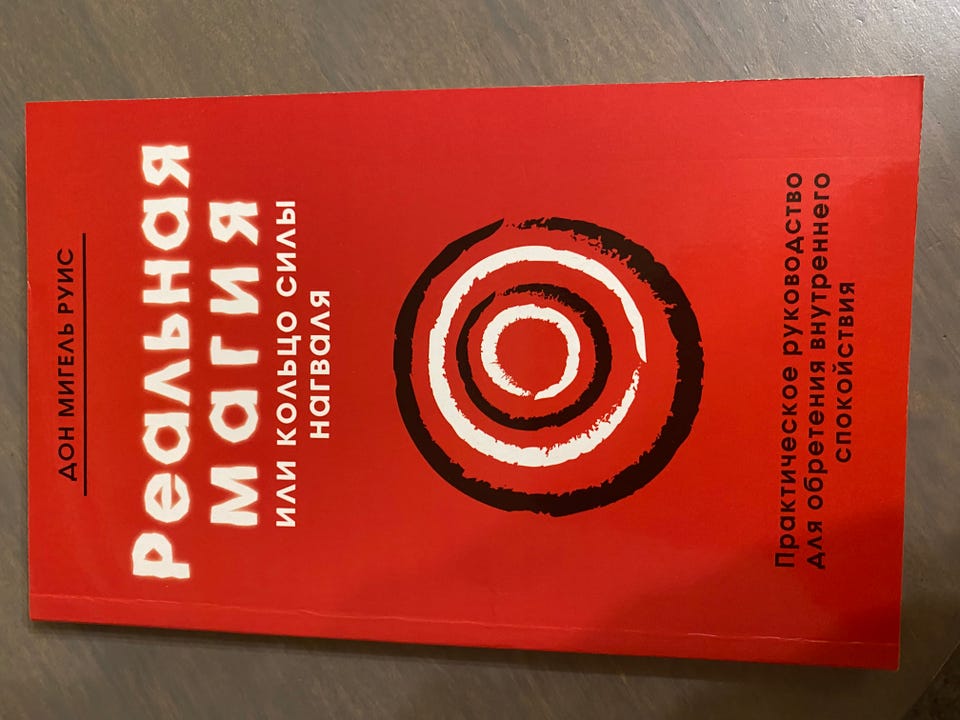 ДОН МИГЕЛЬ РУИС
Реальная
магия
ИЛИ КОЛЬЦО СИЛЫ
НАГВАЛЯ
Практическое руководство
для обретения внутреннего
спокойствия